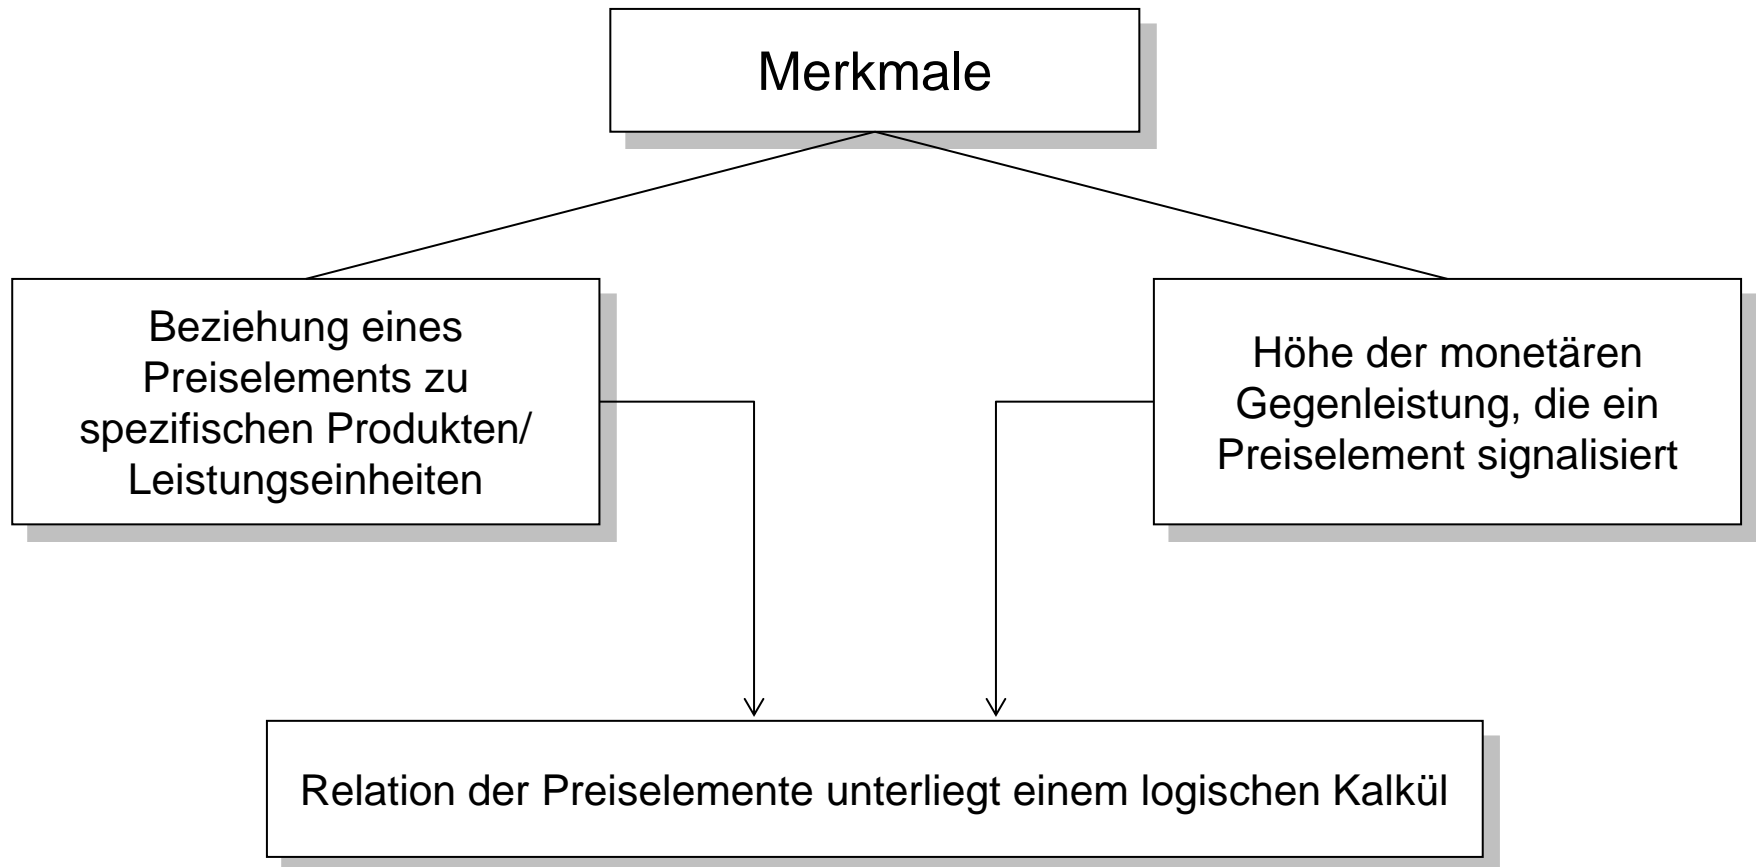 Merkmale
Beziehung eines
Preiselements zu
spezifischen Produkten/
Leistungseinheiten
Höhe der monetären
Gegenleistung, die ein
Preiselement signalisiert
Relation der Preiselemente unterliegt einem logischen Kalkül